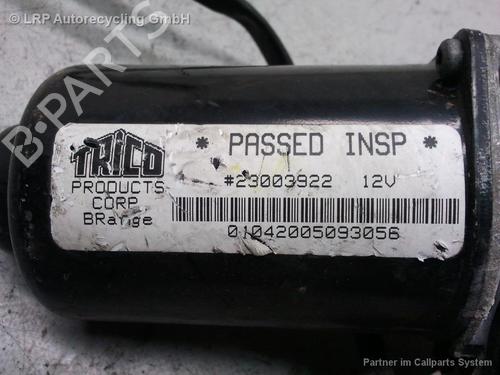 © LRP Autorecycling GmbH
B-PARTS
TRICO
PRODUCTS
CORP
BRange
* PASSED INSP *
#23003922 12V
01042005093056
Partner im Callparts System